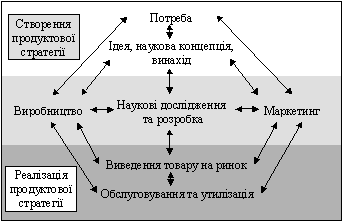 Створення
продуктової
стратегії
Потреба
Ідея, наукова концепція,
винахід
Виробництво
Наукові дослідження
та розробка
Маркетинг
Виведення товару на ринок
Реалізація
продуктової
стратегії
Обслуговування та утилізація